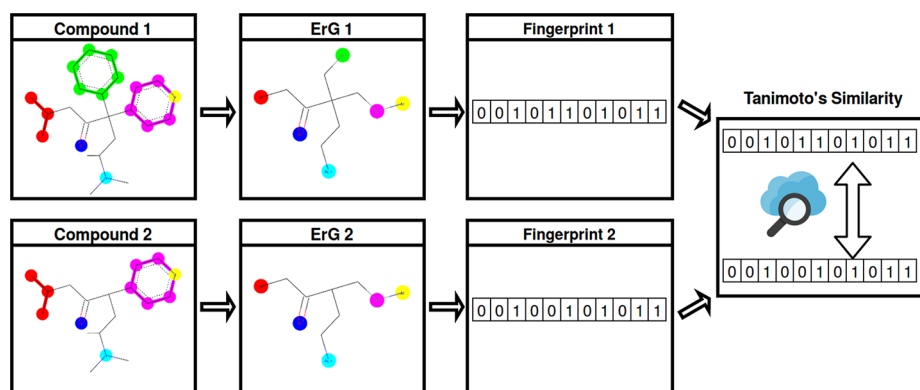 Compound 1
ErG 1
Fingerprint 1
0 0 1 0 1 1 0 1 0 1 1
Tanimoto's Similarity
0 0 1 0 1 1 0 1 0 1 1
Compound 2
ErG 2
Fingerprint 2
0 0 1 0 0 1 0 1 0 1 1
0 0 1 0 0 1 0 1 0 1 1